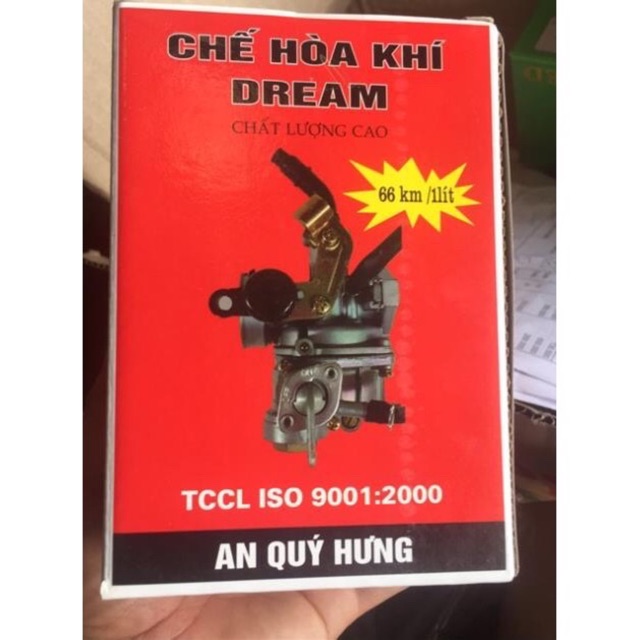 CHẾ HÒA KHÍ
DREAM
CHẤT LƯỢNG CAO
66 km /1lít
TCCL ISO 9001:2000
AN QUÝ HƯNG